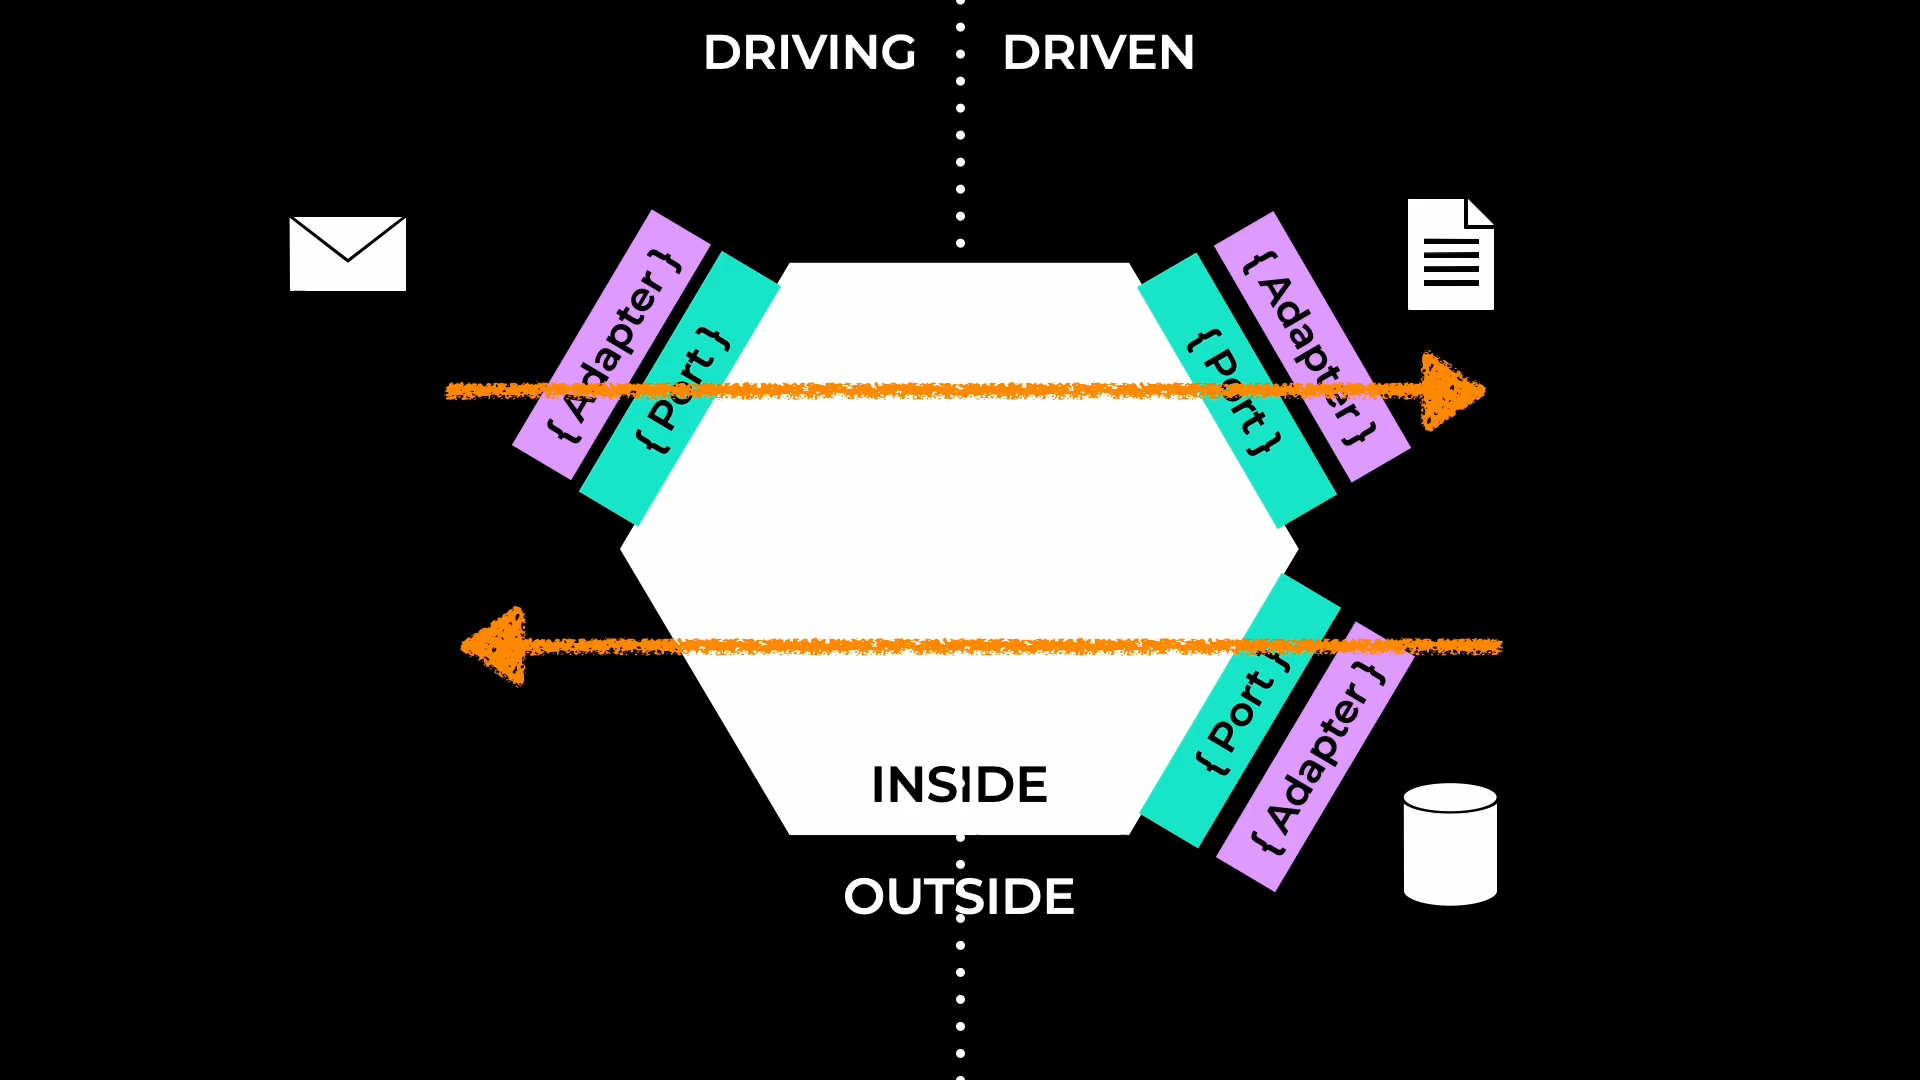 DRIVING
DRIVEN
{ Adapter }
{ Port }
{ Port }
{ Adapter }
{ Port }
{ Adapter }
INSIDE
OUTSIDE